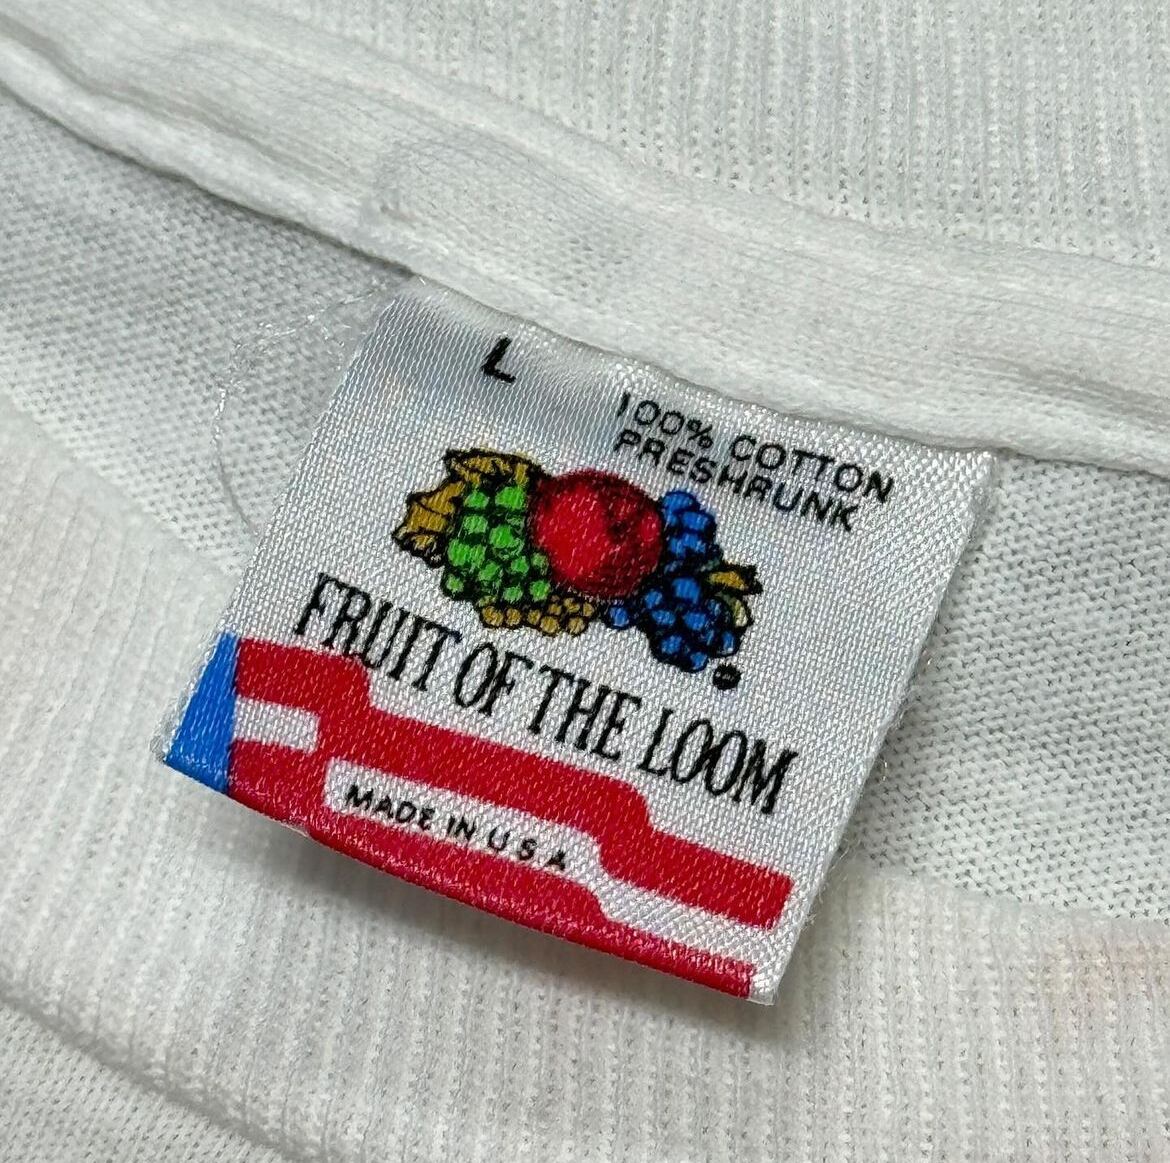 L
100% COTTON
PRESHRUNK
FRUIT OF THE LOOM
MADE IN U S A